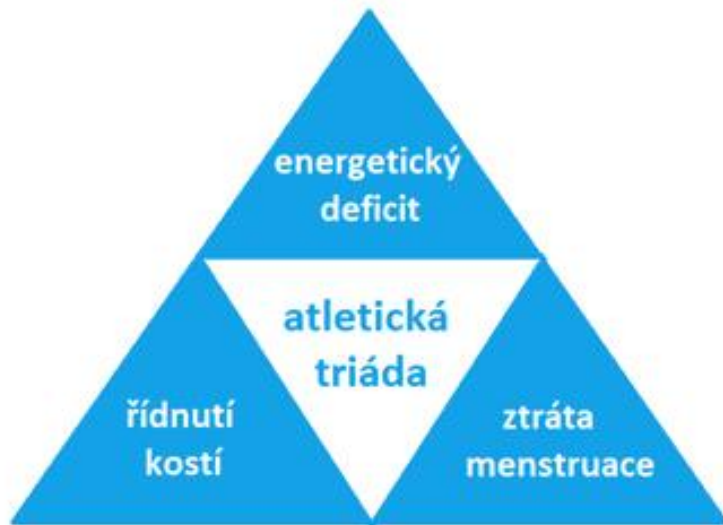 energetický
deficit
atletická
triáda
řídnutí
kostí
ztráta
menstruace